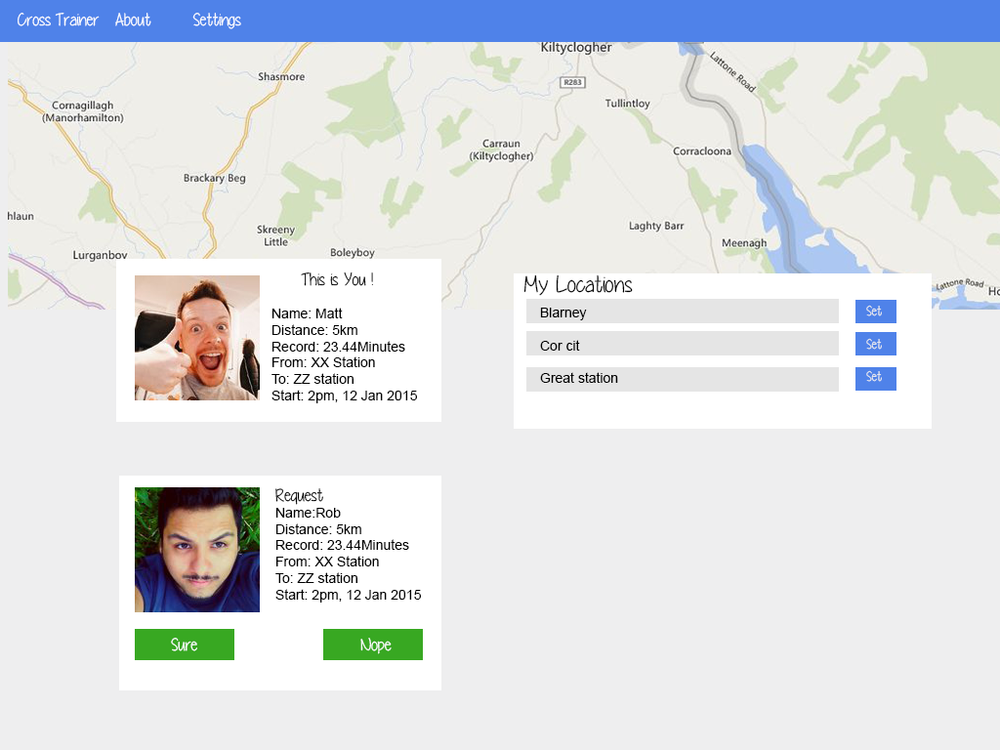 Cross Trainer About Settings
Kiltyclogher
Lattone Road
Shasmore
R283
Cornagillagh
(Manorhamilton)
Tullintloy
Carraun
(Kiltyclogher)
Corracloona
Brackary Beg
hlaun
Skreeny
Little
Laghty Barr
Meenagh
Lurganboy
Boleyboy
Lattone Road
Ho
This is You !
Name: Matt
Distance: 5km
Record: 23.44Minutes
From: XX Station
To: ZZ station
Start: 2pm, 12 Jan 2015
My Locations
Blarney Set
Cor cit Set
Great station Set
Request
Name:Rob
Distance: 5km
Record: 23.44Minutes
From: XX Station
To: ZZ station
Start: 2pm, 12 Jan 2015
Sure Nope